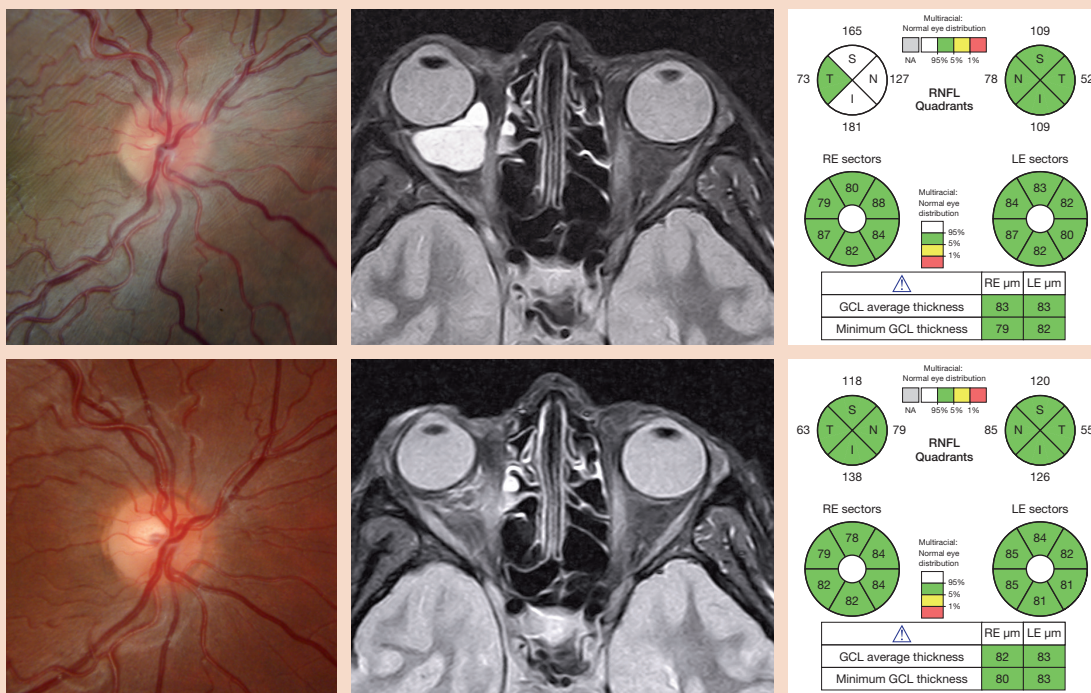 Multiracial:
Normal eye distribution
NA 95% 5% 1%
165 109
S S
73 T N 127 78 N T 52
I I
RNFL
Quadrants
181 109
RE sectors LE sectors
Multiracial:
Normal eye
distribution
95%
5%
1%
80 83
79 88 84 82
87 84 87 80
82 82
RE µm LE µm
GCL average thickness 83 83
Minimum GCL thickness 79 82
Multiracial:
Normal eye distribution
NA 95% 5% 1%
118 120
S S
63 T N 79 85 N T 55
I I
RNFL
Quadrants
138 126
RE sectors LE sectors
Multiracial:
Normal eye
distribution
95%
5%
1%
78 84
79 84 85 82
82 84 85 81
82 81
RE µm LE µm
GCL average thickness 82 83
Minimum GCL thickness 80 83